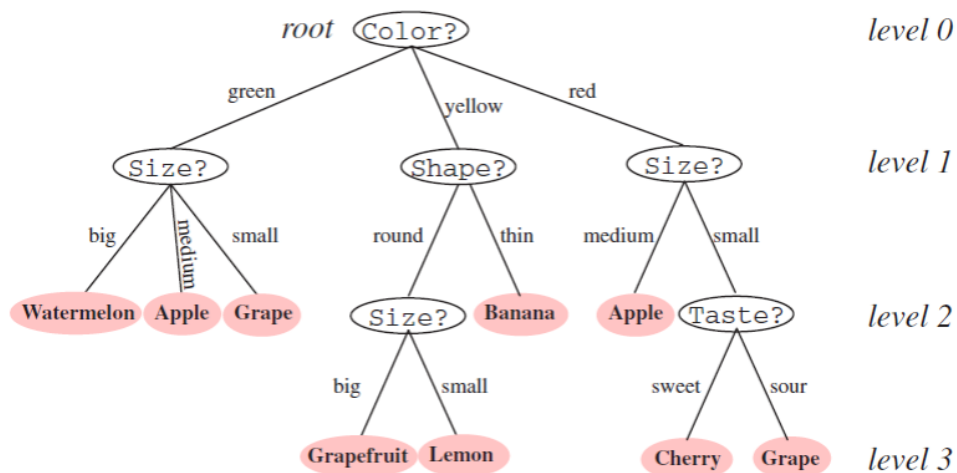 root Color? level 0
green yellow red
Size? Shape? Size? level 1
big medium small round thin medium small
Watermelon Apple Grape Size? Banana Apple Taste? level 2
big small sweet sour
Grapefruit Lemon Cherry Grape level 3